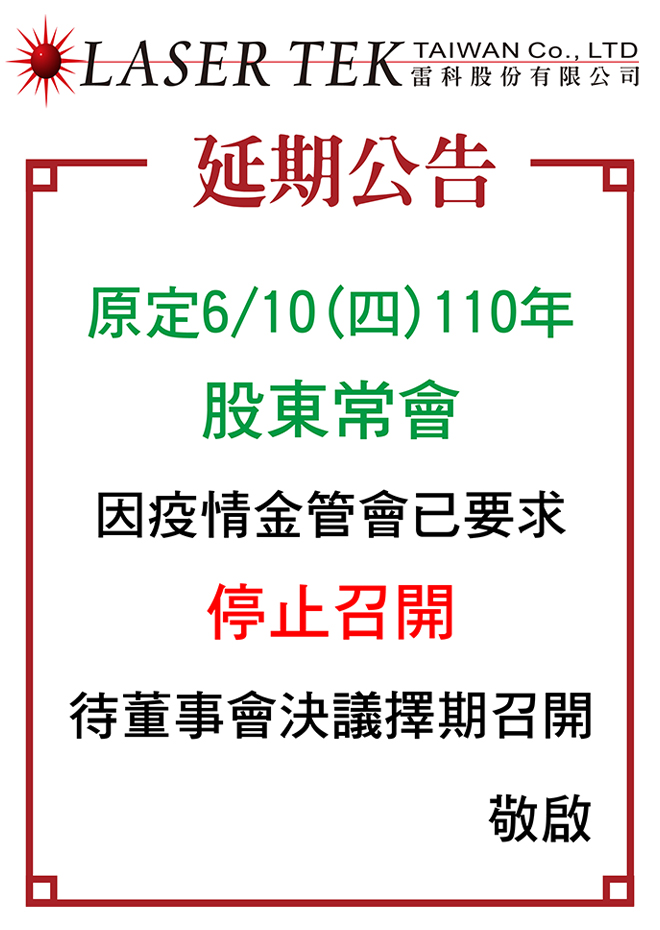 LASER TEK TAIWAN Co., LTD
雷科股份有限公司
延期公告
原定6/10(四)110年
股東常會
因疫情金管會已要求
停止召開
待董事會決議擇期召開
敬啟